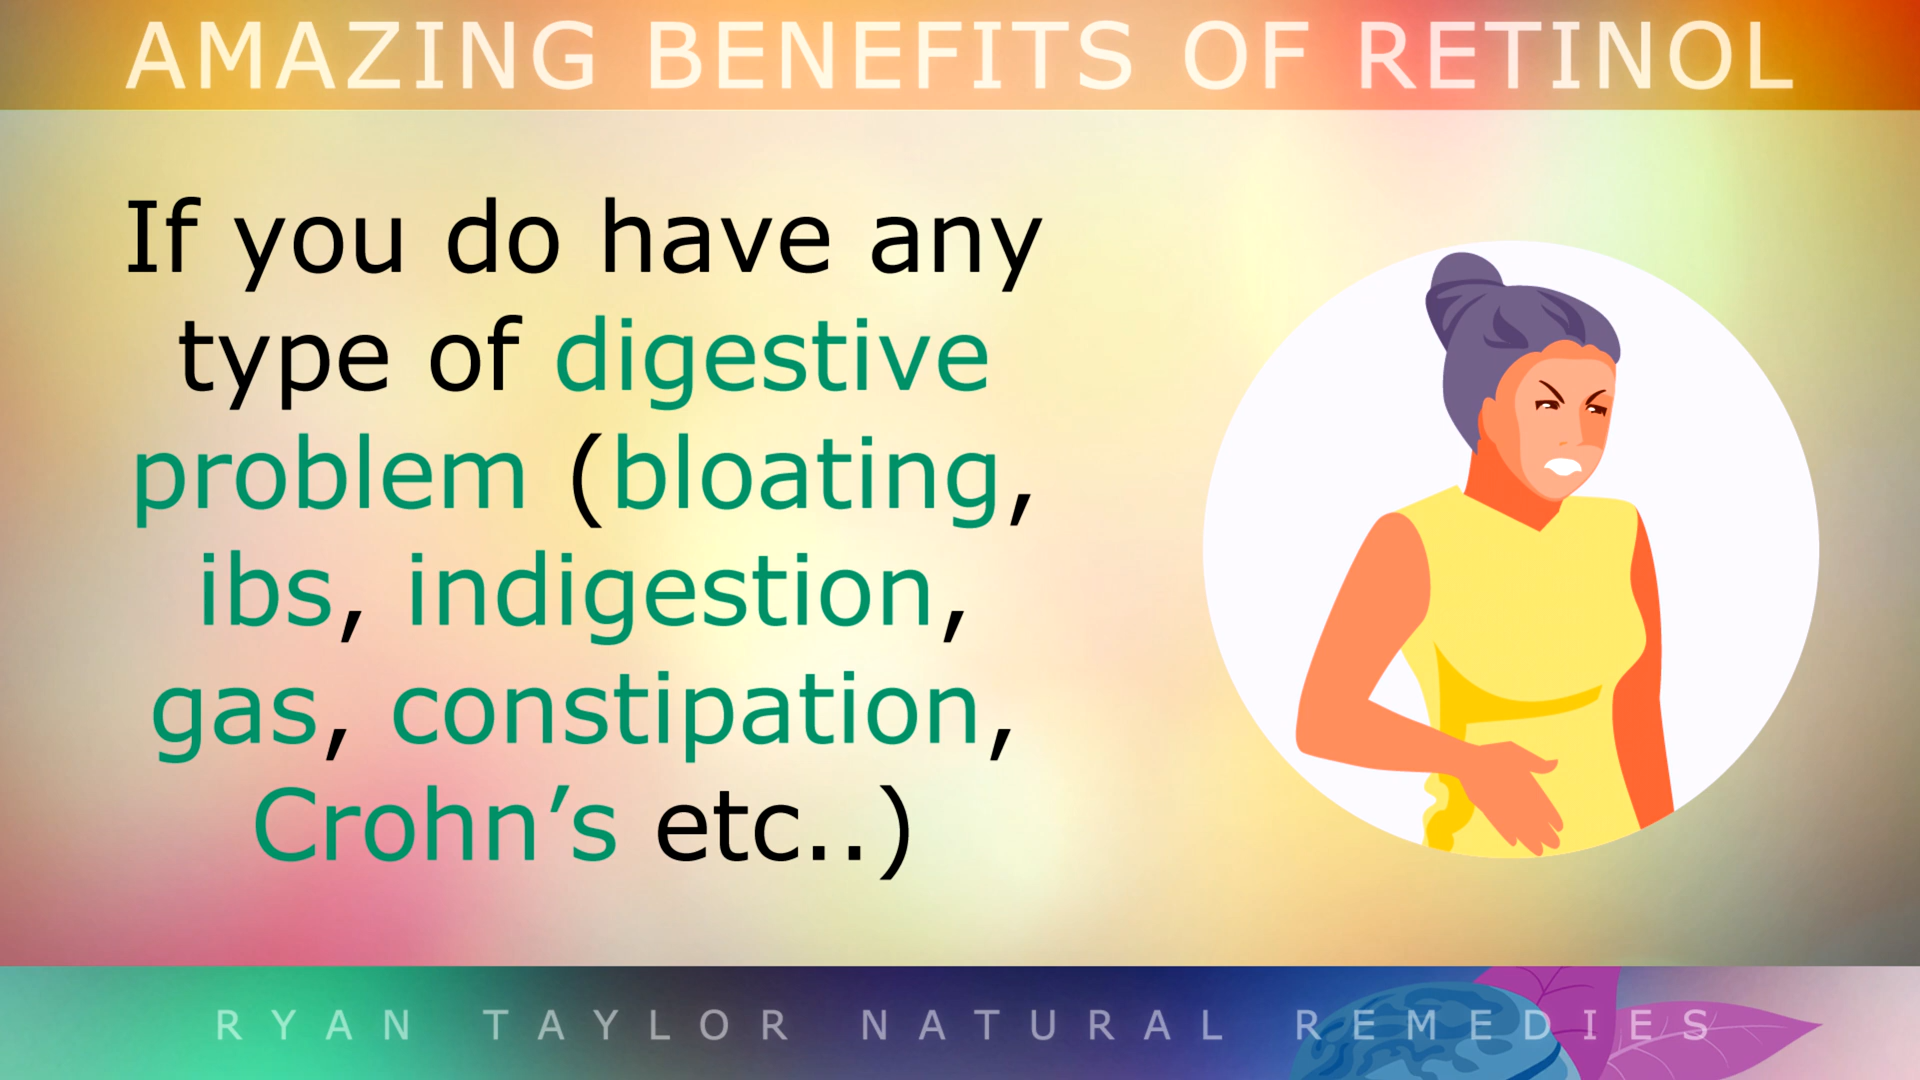 AMAZING BENEFITS OF RETINOL
If you do have any
type of digestive
problem (bloating,
ibs, indigestion,
gas, constipation,
Crohn’s etc..)
RYAN TAYLOR NATURAL REMEDIES